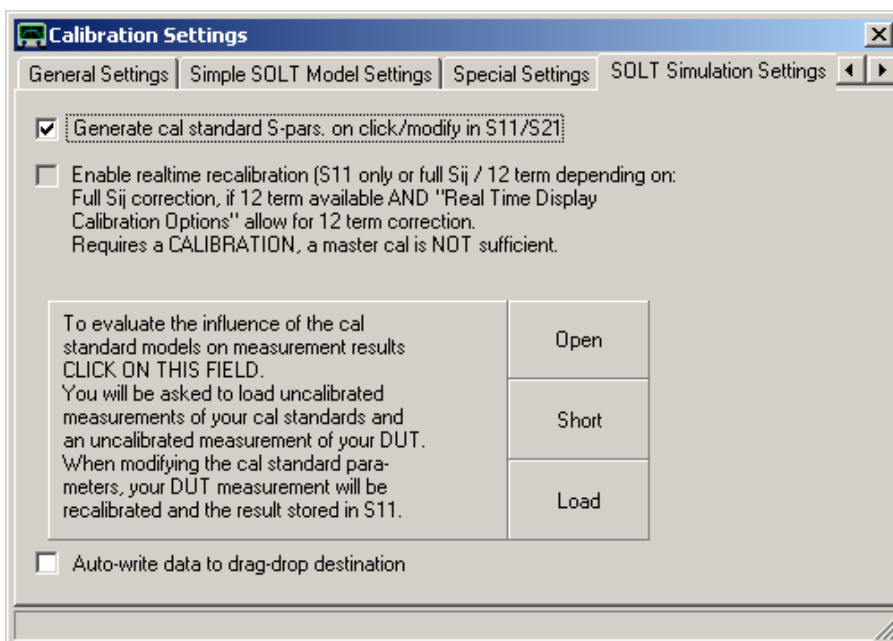 Calibration Settings
General Settings
Simple SOLT Model Settings
Special Settings
SOLT Simulation Settings
Generate cal standard S-pars. on click/modify in S11/S21
Enable realtime recalibration (S11 only or full Sij / 12 term depending on:
Full Sij correction, if 12 term available AND "Real Time Display
Calibration Options" allow for 12 term correction.
Requires a CALIBRATION, a master cal is NOT sufficient.
To evaluate the influence of the cal
standard models on measurement results
CLICK ON THIS FIELD.
You will be asked to load uncalibrated
measurements of your cal standards and
an uncalibrated measurement of your DUT.
When modifying the cal standard para-
meters, your DUT measurement will be
recalibrated and the result stored in S11.
Open
Short
Load
Auto-write data to drag-drop destination